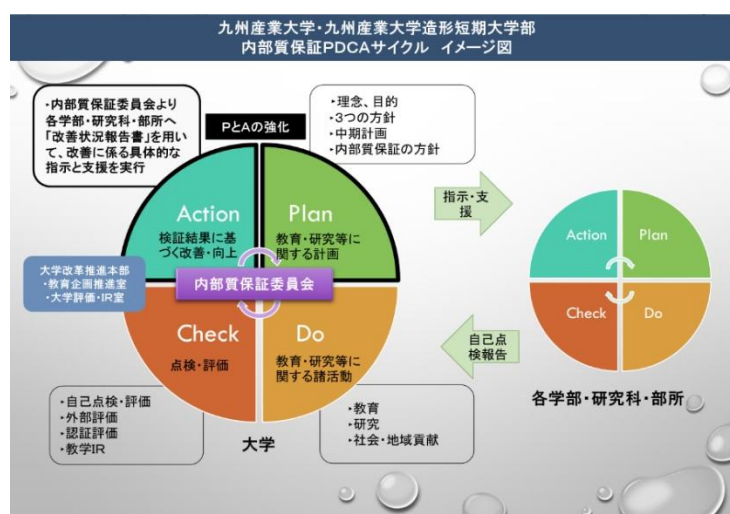 九州産業大学・九州産業大学造形短期大学部
内部質保証PDCAサイクル イメージ図
・内部質保証委員会より
各学部・研究科・部所へ
「改善状況報告書」を用い
て、改善に係る具体的な
指示と支援を実行
PとAの強化
・理念、目的
・3つの方針
・中期計画
・内部質保証の方針
Action
検証結果に基
づく改善・向上
Plan
教育・研究等に
関する計画
大学改革推進本部
・教育企画推進室
・大学評価・IR室
内部質保証委員会
Check
点検・評価
Do
教育・研究等に
関する諸活動
・自己点検・評価
・外部評価
・認証評価
・教学IR
大学
・教育
・研究
・社会・地域貢献
指示・支
援
自己点
検報告
Action
Plan
Check
Do
各学部・研究科・部所